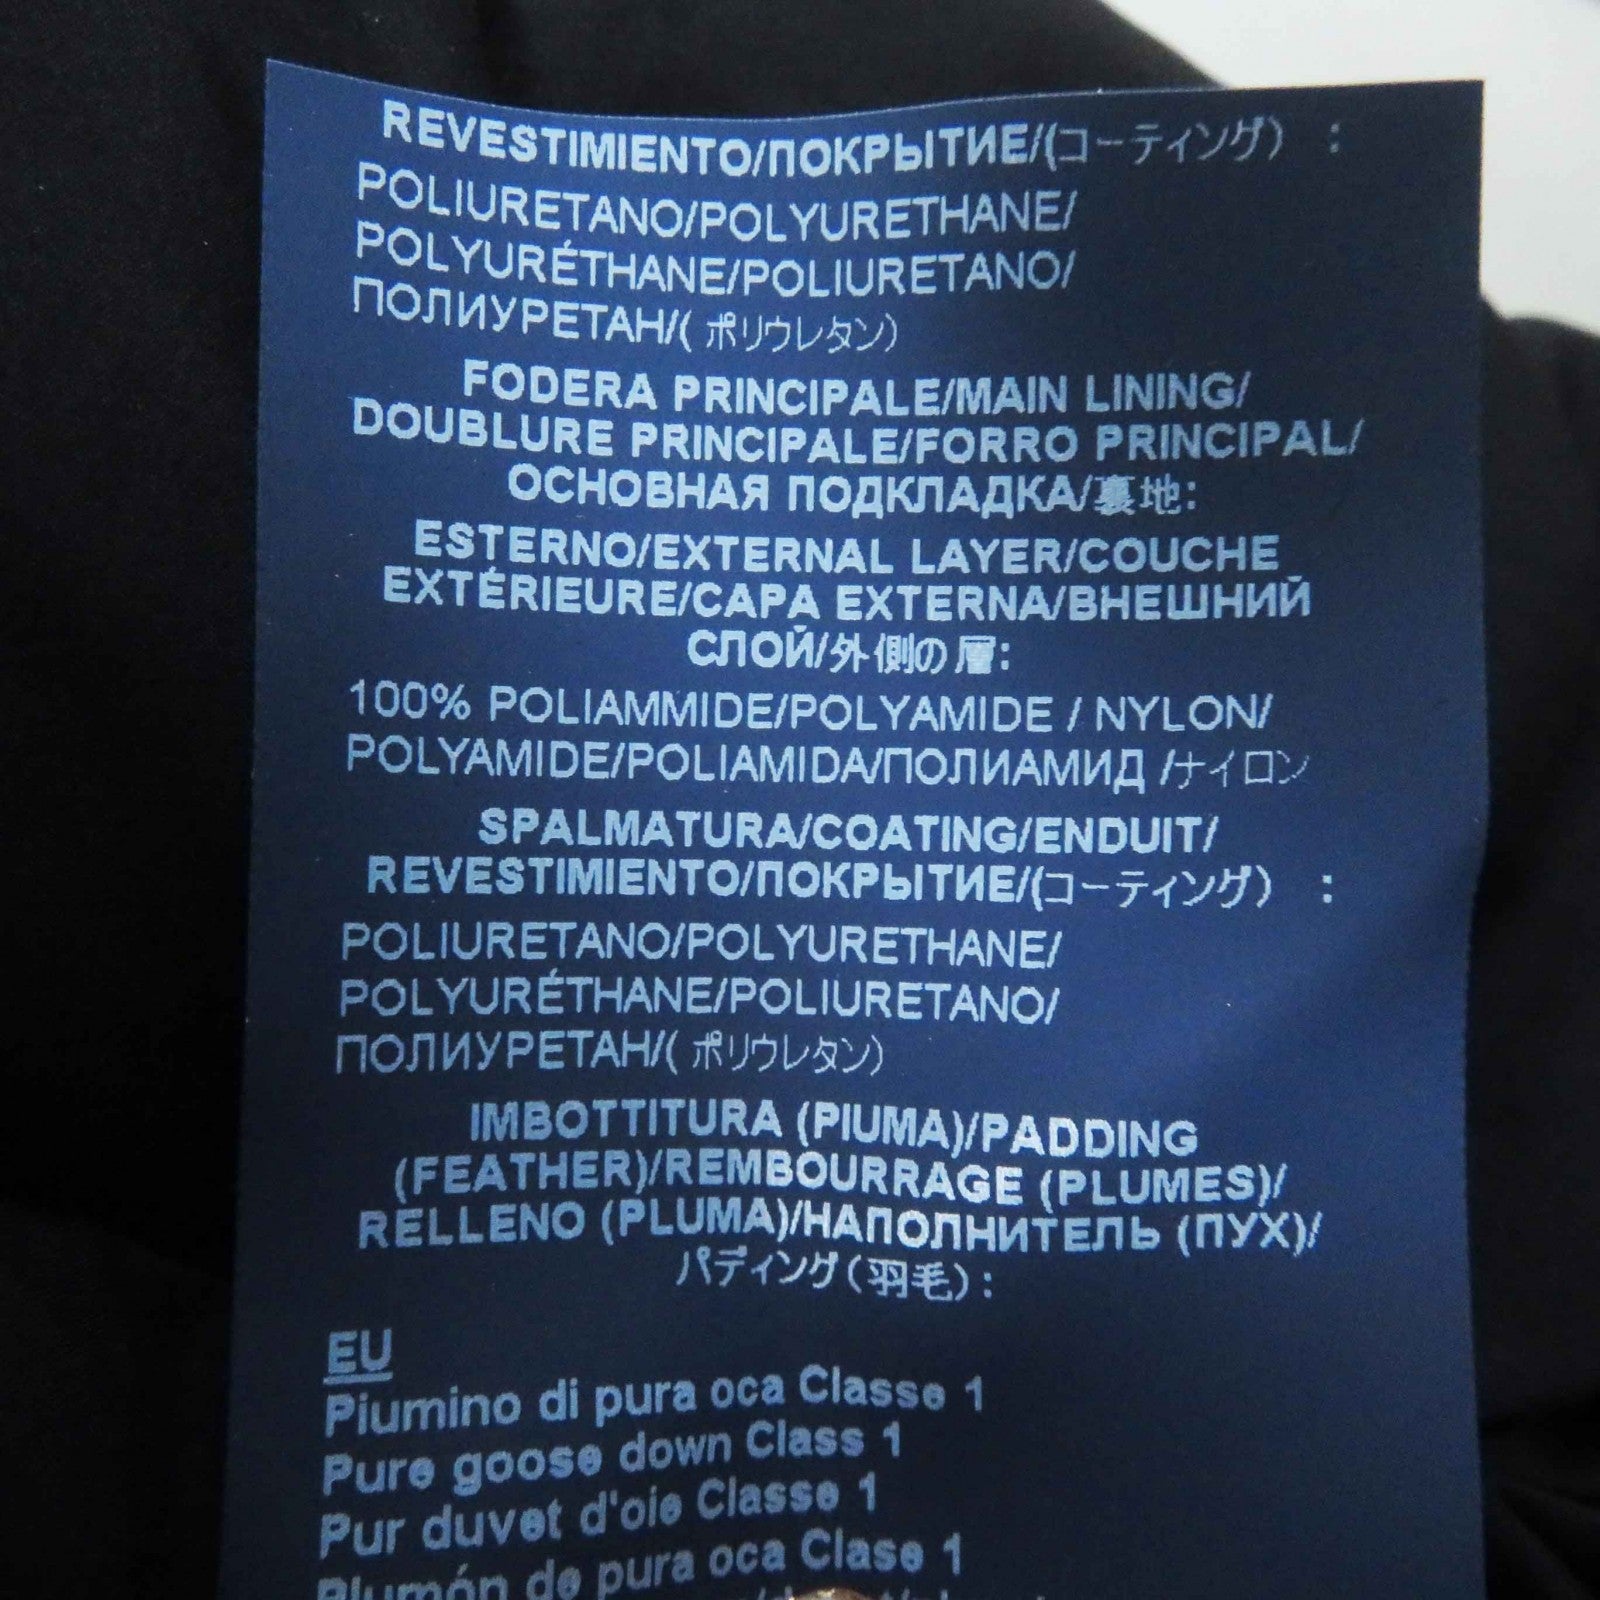 REVESTIMIENTO/ПОКРЫТИЕ/(コーティング) :
POLIURETANO/POLYURETHANE/
POLYURÉTHANE/POLIURETANO/
ПОЛИУРЕТАН/( ポリウレタン)
FODERA PRINCIPALE/MAIN LINING/
DOUBLURE PRINCIPALE/FORRO PRINCIPAL/
ОСНОВНАЯ ПОДКЛАДКА/裏地:
ESTERNO/EXTERNAL LAYER/COUCHE
EXTÉRIEURE/CAPA EXTERNA/ВНЕШНИЙ
СЛОЙ/外側の層:
100% POLIAMMIDE/POLYAMIDE / NYLON/
POLYAMIDE/POLIAMIDA/ПОЛИАМИД /ナイロン
SPALMATURA/COATING/ENDUIT/
REVESTIMIENTO/ПОКРЫТИЕ/(コーティング) :
POLIURETANO/POLYURETHANE/
POLYURÉTHANE/POLIURETANO/
ПОЛИУРЕТАН/( ポリウレタン)
IMBOTTITURA (PIUMA)/PADDING
(FEATHER)/REMBOURRAGE (PLUMES)/
RELLENO (PLUMA)/НАПОЛНИТЕЛЬ (ПУХ)/
パディング(羽毛):
EU
Piumino di pura oca Classe 1
Pure goose down Class 1
Pur duvet d'oie Classe 1
Plumón de pura oca Clase 1